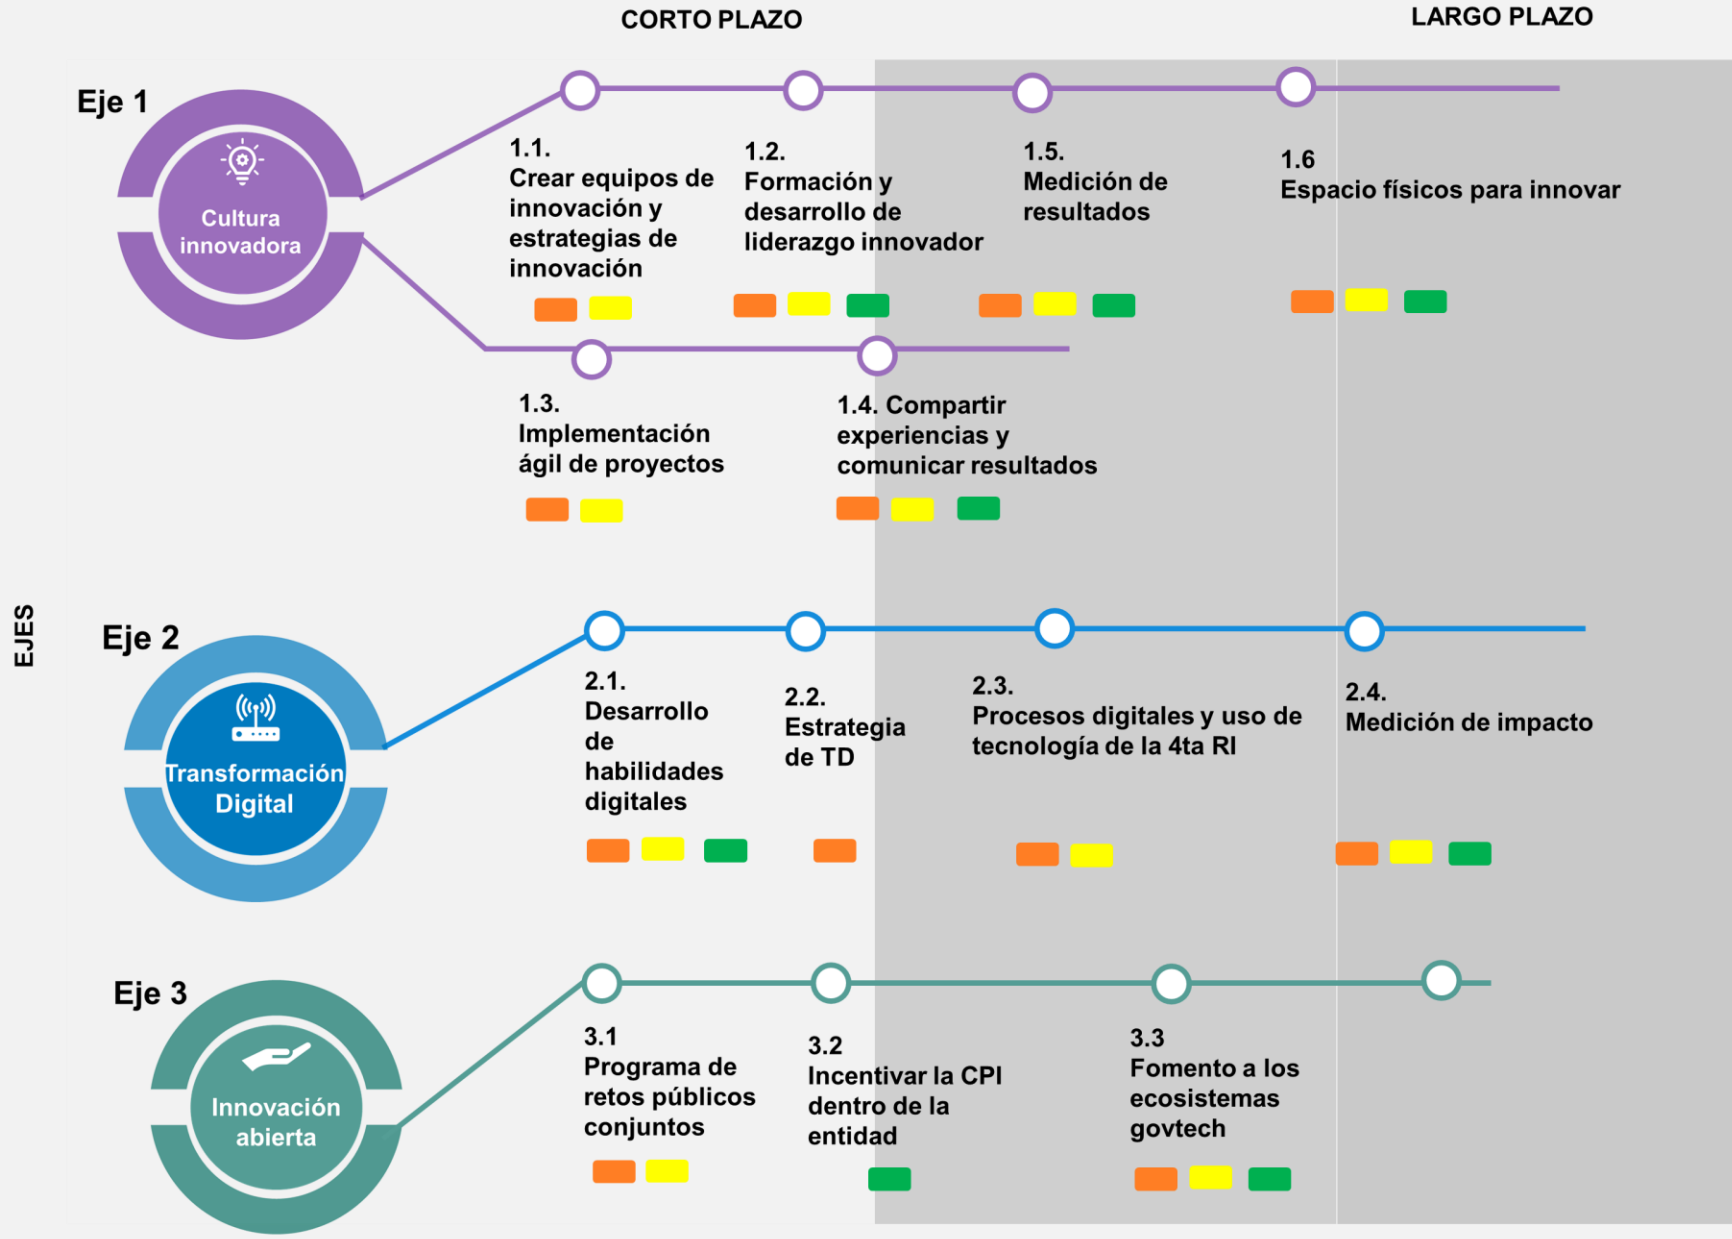 CORTO PLAZO
LARGO PLAZO
EJES
Eje 1
Cultura
innovadora
1.1.
Crear equipos de
innovación y
estrategias de
innovación
1.2.
Formación y
desarrollo de
liderazgo innovador
1.5.
Medición de
resultados
1.6
Espacio físicos para innovar
1.3.
Implementación
ágil de proyectos
1.4. Compartir
experiencias y
comunicar resultados
Eje 2
Transformación
Digital
2.1.
Desarrollo
de
habilidades
digitales
2.2.
Estrategia
de TD
2.3.
Procesos digitales y uso de
tecnología de la 4ta RI
2.4.
Medición de impacto
Eje 3
Innovación
abierta
3.1
Programa de
retos públicos
conjuntos
3.2
Incentivar la CPI
dentro de la
entidad
3.3
Fomento a los
ecosistemas
govtech